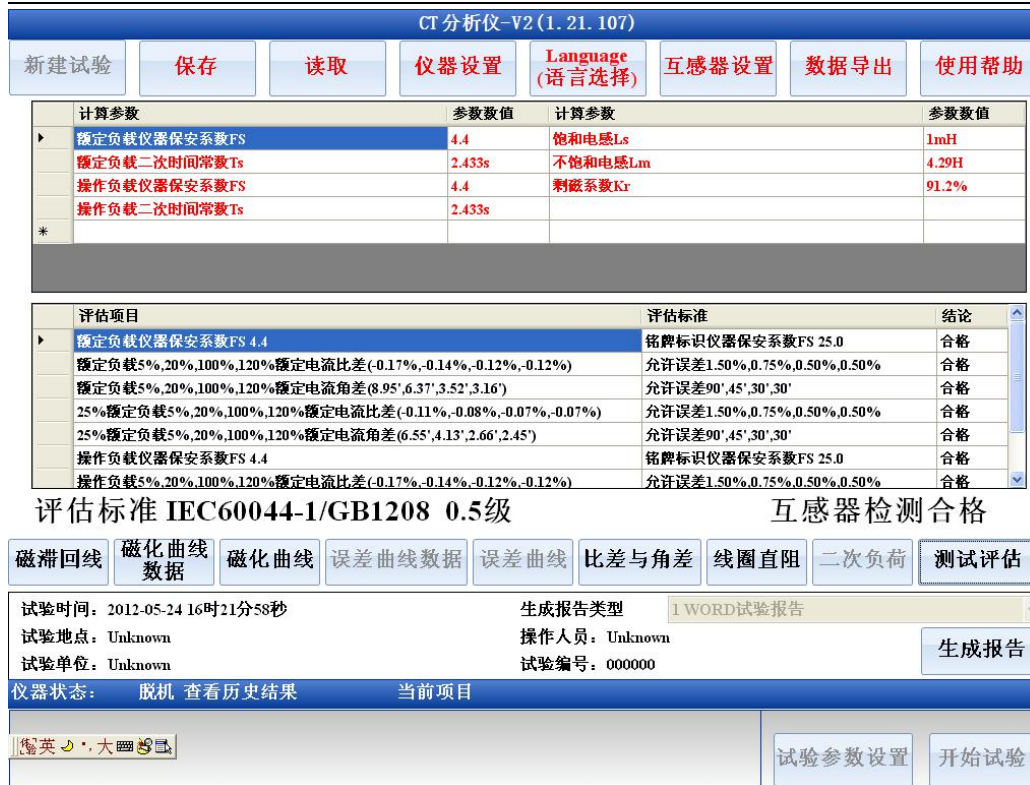 CT分析仪-V2(1.21.107)
新建试验 保存 读取 仪器设置 Language (语言选择) 互感器设置 数据导出 使用帮助
计算参数 参数数值 计算参数 参数数值
额定负载仪器保安系数FS 4.4 饱和电感Ls 1mH
额定负载二次时间常数Ts 2.433s 不饱和电感Lm 4.29H
操作负载仪器保安系数FS 4.4 剩磁系数Kr 91.2%
操作负载二次时间常数Ts 2.433s
*
评估项目 评估标准 结论
额定负载仪器保安系数FS 4.4 铭牌标识仪器保安系数FS 25.0 合格
额定负载5%,20%,100%,120%额定电流比差(-0.17%,-0.14%,-0.12%,-0.12%) 允许误差1.50%,0.75%,0.50%,0.50% 合格
额定负载5%,20%,100%,120%额定电流角差(8.95',6.37',3.52',3.16') 允许误差90',45',30',30' 合格
25%额定负载5%,20%,100%,120%额定电流比差(-0.11%,-0.08%,-0.07%,-0.07%) 允许误差1.50%,0.75%,0.50%,0.50% 合格
25%额定负载5%,20%,100%,120%额定电流角差(6.55',4.13',2.66',2.45') 允许误差90',45',30',30' 合格
操作负载仪器保安系数FS 4.4 铭牌标识仪器保安系数FS 25.0 合格
操作负载5%,20%,100%,120%额定电流比差(-0.17%,-0.14%,-0.12%,-0.12%) 允许误差1.50%,0.75%,0.50%,0.50% 合格
评估标准 IEC60044-1/GB1208 0.5级 互感器检测合格
磁滞回线 磁化曲线数据 磁化曲线 误差曲线数据 误差曲线 比差与角差 线圈直阻 二次负荷 测试评估
试验时间：2012-05-24 16时21分58秒 生成报告类型 1 WORD试验报告
试验地点：Unknown 操作人员：Unknown
试验单位：Unknown 试验编号：000000
生成报告
仪器状态： 脱机 查看历史结果 当前项目
英 大
试验参数设置 开始试验